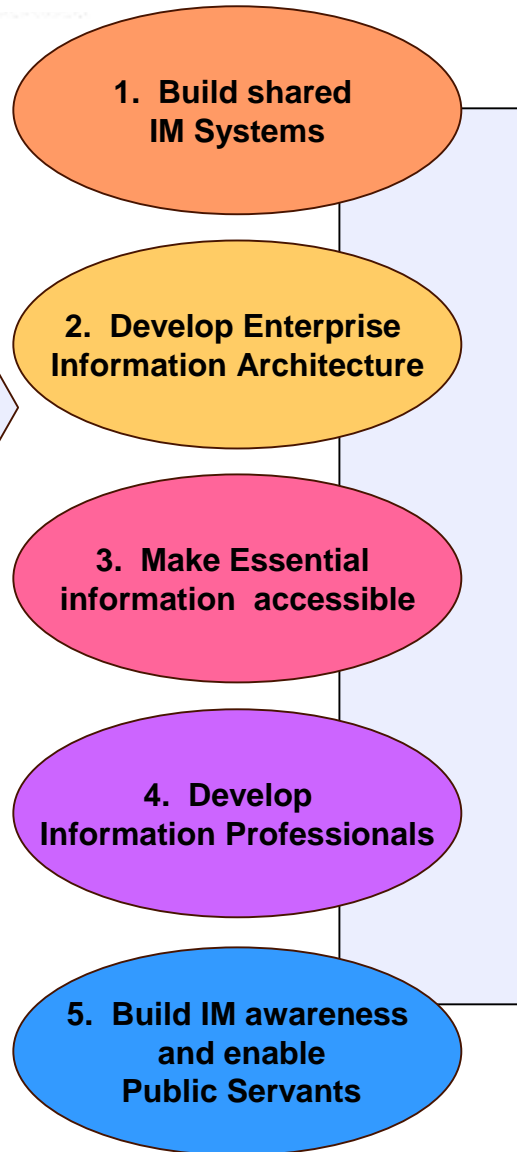 1. Build shared
IM Systems
2. Develop Enterprise
Information Architecture
3. Make Essential
information accessible
4. Develop
Information Professionals
5. Build IM awareness
and enable
Public Servants